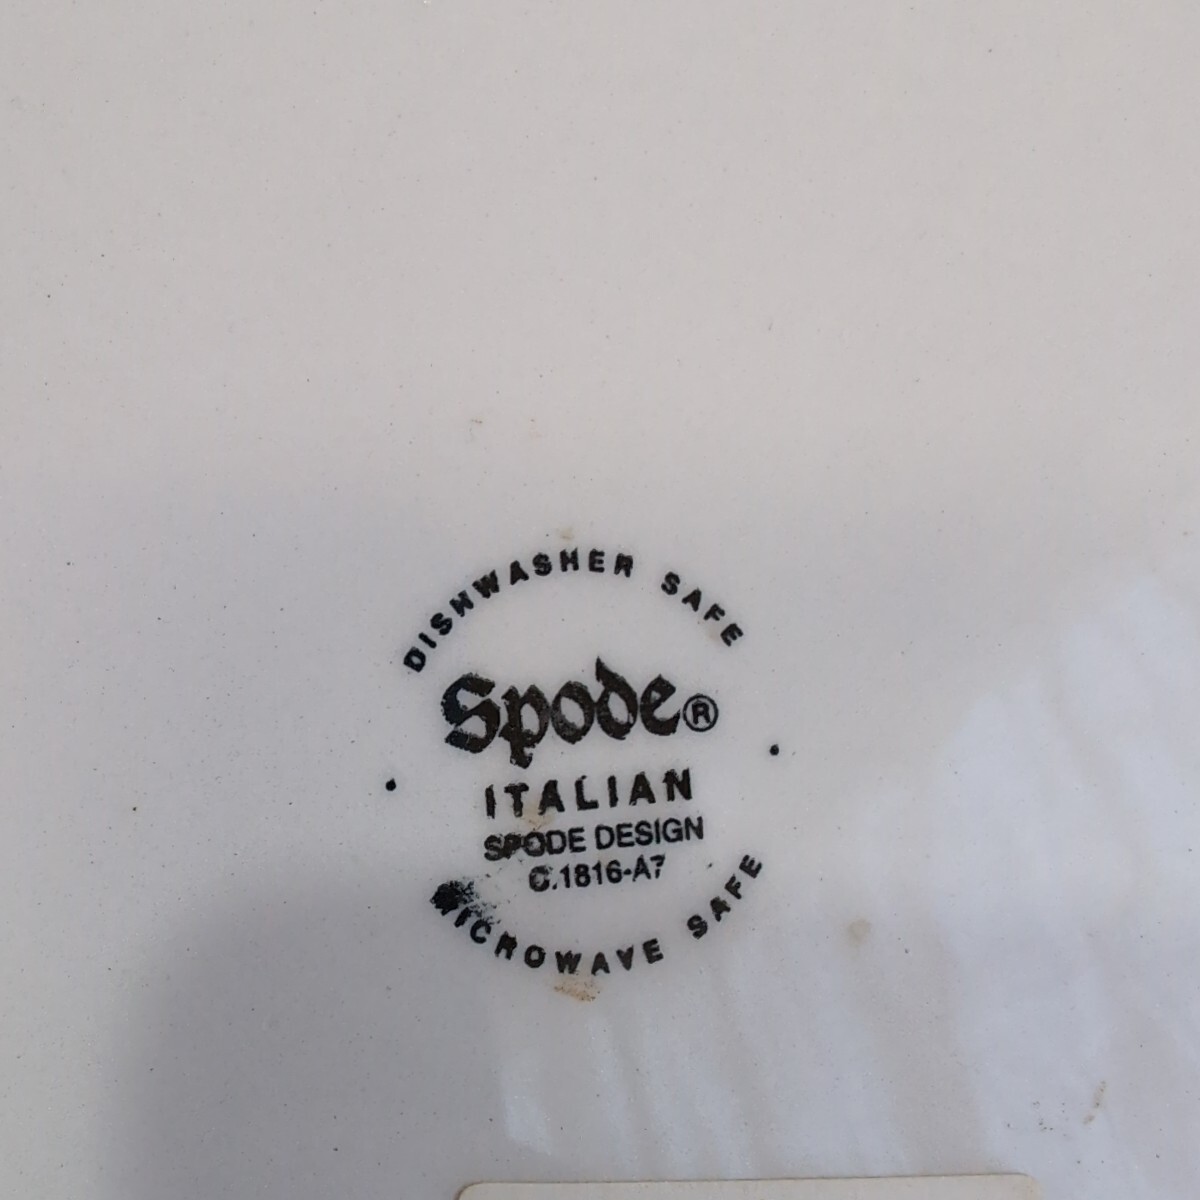 DISHWASHER SAFE
Spode®
ITALIAN
SPODE DESIGN
C.1816-A7
MICROWAVE SAFE